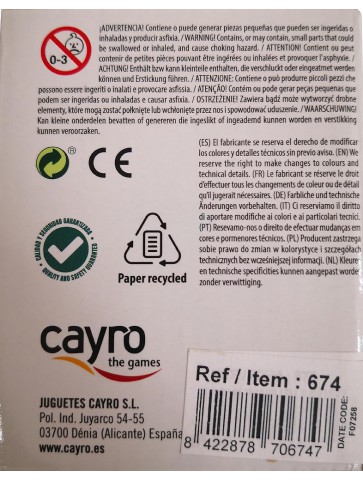 ¡ADVERTENCIA! Contiene o puede generar piezas pequeñas que pueden ser ingeridas o
inhaladas y producir asfixia. / WARNING! Contains, or may contain, small parts that could
be swallowed or inhaled, and cause choking hazard. / ATTENTION! Contient ou peut
contenir de petites pièces pouvant être ingérées ou inhalées et provoquer l'asphyxie. /
ACHTUNG! Enthält bzw kann kleinteile enthalten, die verschluckt oder eingeatmet werden
können und Erstickung führen. / ATTENZIONE: Contiene o può generare piccoli pezzi che
possono essere ingeriti o inalati e provocare asfissia. / ATENÇÃO! Contém ou pode gerar peças pequenas que
podem ser ingeridas ou inhaladas e causar asfixia. / OSTRZEŻENIE! Zawiera bądź może wytworzyć drobne
elementy, które mogą zostać połknięte lub wchłonięte przez nos i spowodować uduszenie. / WAARSCHUWING!
Kan kleine onderdelen bevatten of genereren die ingeslikt of ingeademd kunnen worden en verstikking
kunnen veroorzaken.
0-3
CE
[ES] El fabricante se reserva el derecho de modificar
los colores y detalles técnicos sin previo aviso. [EN] We
reserve the right to make changes to colours and
technical details. [FR] Le fabricant se réserve le droit
d'effectuer tous les changements de couleur ou de détail
qu'il jugerait nécessaires. [DE] Farbliche und technische
Änderungen vorbehalten. [IT] Ci riserviamo il diritto
di aportare modifiche ai colori e ai particolari tecnici.
[PT] Resevamo-nos o direito de efectuar mudanças em
cores e pormenores técnicos. [PL] Producent zastrzega
sobie prawo do zmian w kolorystyce i szczegółach
technicznych bez wcześniejszej informacji. [NL] Kleuren
en technische specificities kunnen aangepast worden
zonder verwittiging.
CALIDAD Y SEGURIDAD GARANTIZADA
QUALITY AND SAFETY GUARANTEED
Paper recycled
cayro
the games
JUGUETES CAYRO S.L.
Pol. Ind. Juyarco 54-55
03700 Dénia (Alicante) España
www.cayro.es
Ref / Item : 674
8 422878 706747
DATE CODE:
F07258